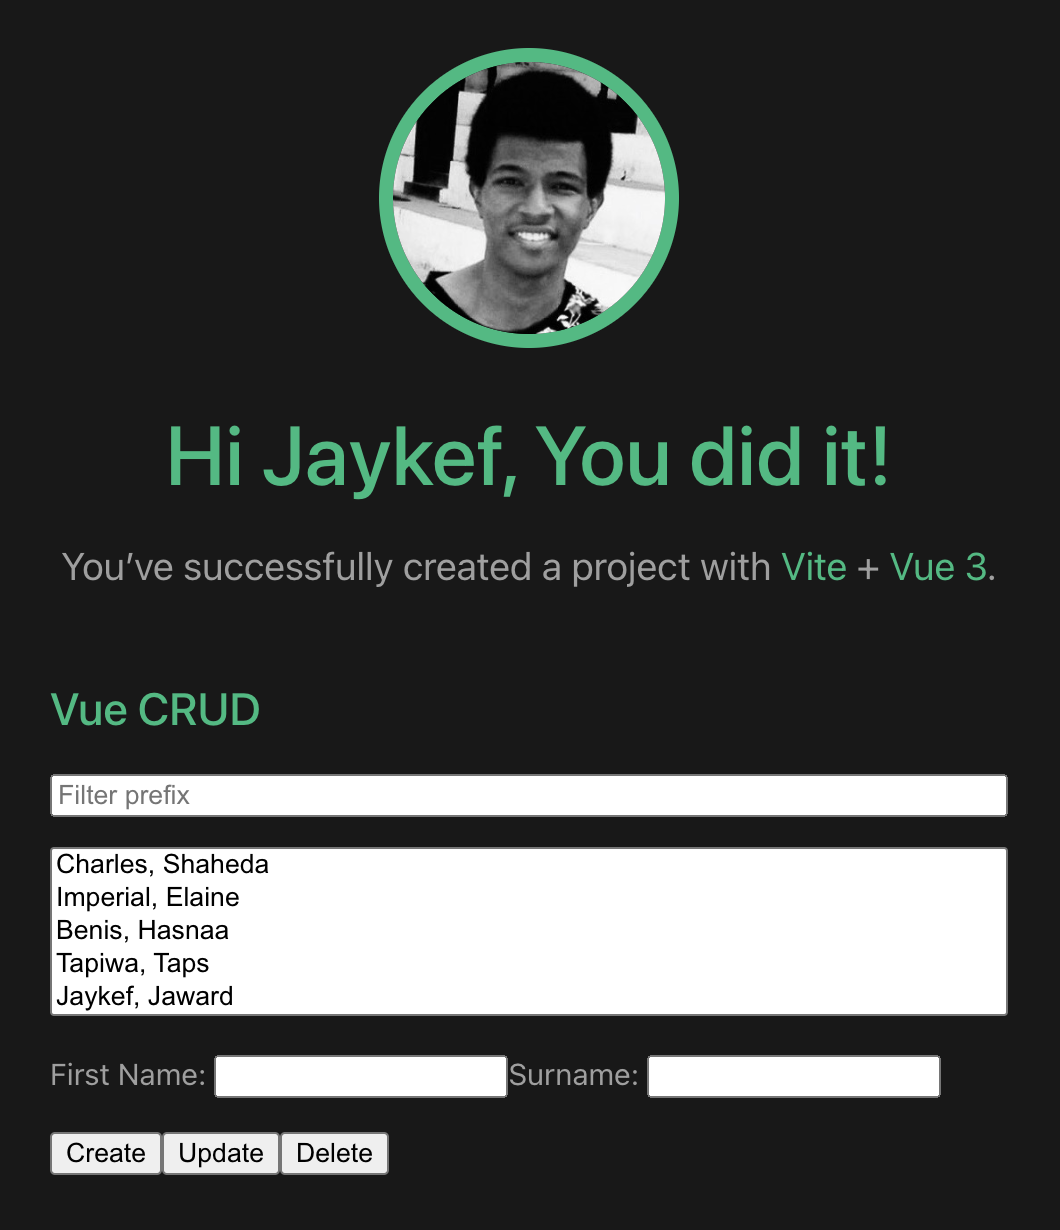 Hi Jaykef, You did it!
You’ve successfully created a project with Vite + Vue 3.
Vue CRUD
Filter prefix
Charles, Shaheda
Imperial, Elaine
Benis, Hasnaa
Tapiwa, Taps
Jaykef, Jaward
First Name: Surname:
Create Update Delete